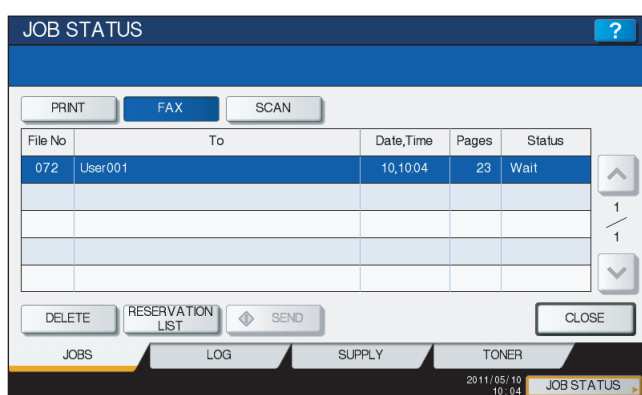 JOB STATUS ?
PRINT FAX SCAN
File No To Date,Time Pages Status
072 User001 10,10:04 23 Wait
1
1
DELETE RESERVATION LIST SEND CLOSE
JOBS LOG SUPPLY TONER
2011/05/10
10:04 JOB STATUS